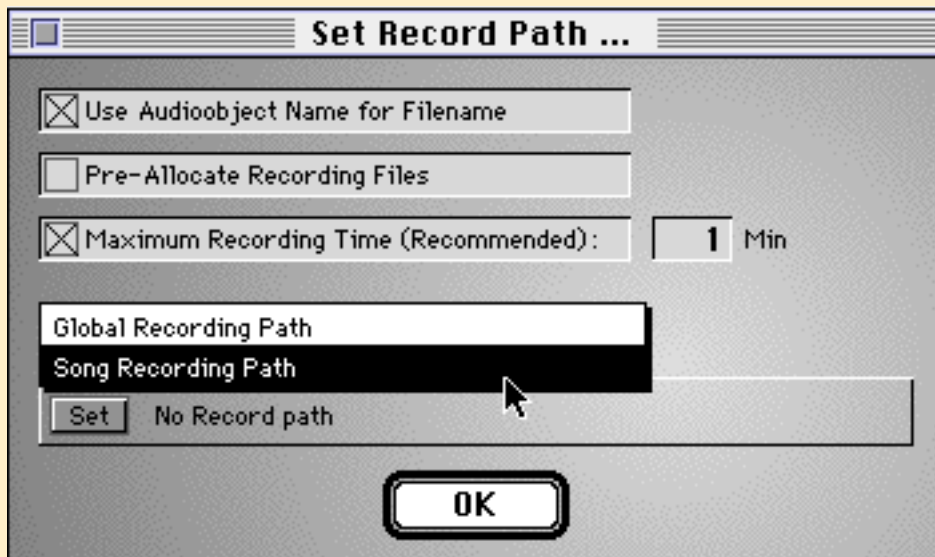 Set Record Path ...
Use Audioobject Name for Filename
Pre-Allocate Recording Files
Maximum Recording Time (Recommended): 1 Min
Global Recording Path
Song Recording Path
Set No Record path
OK